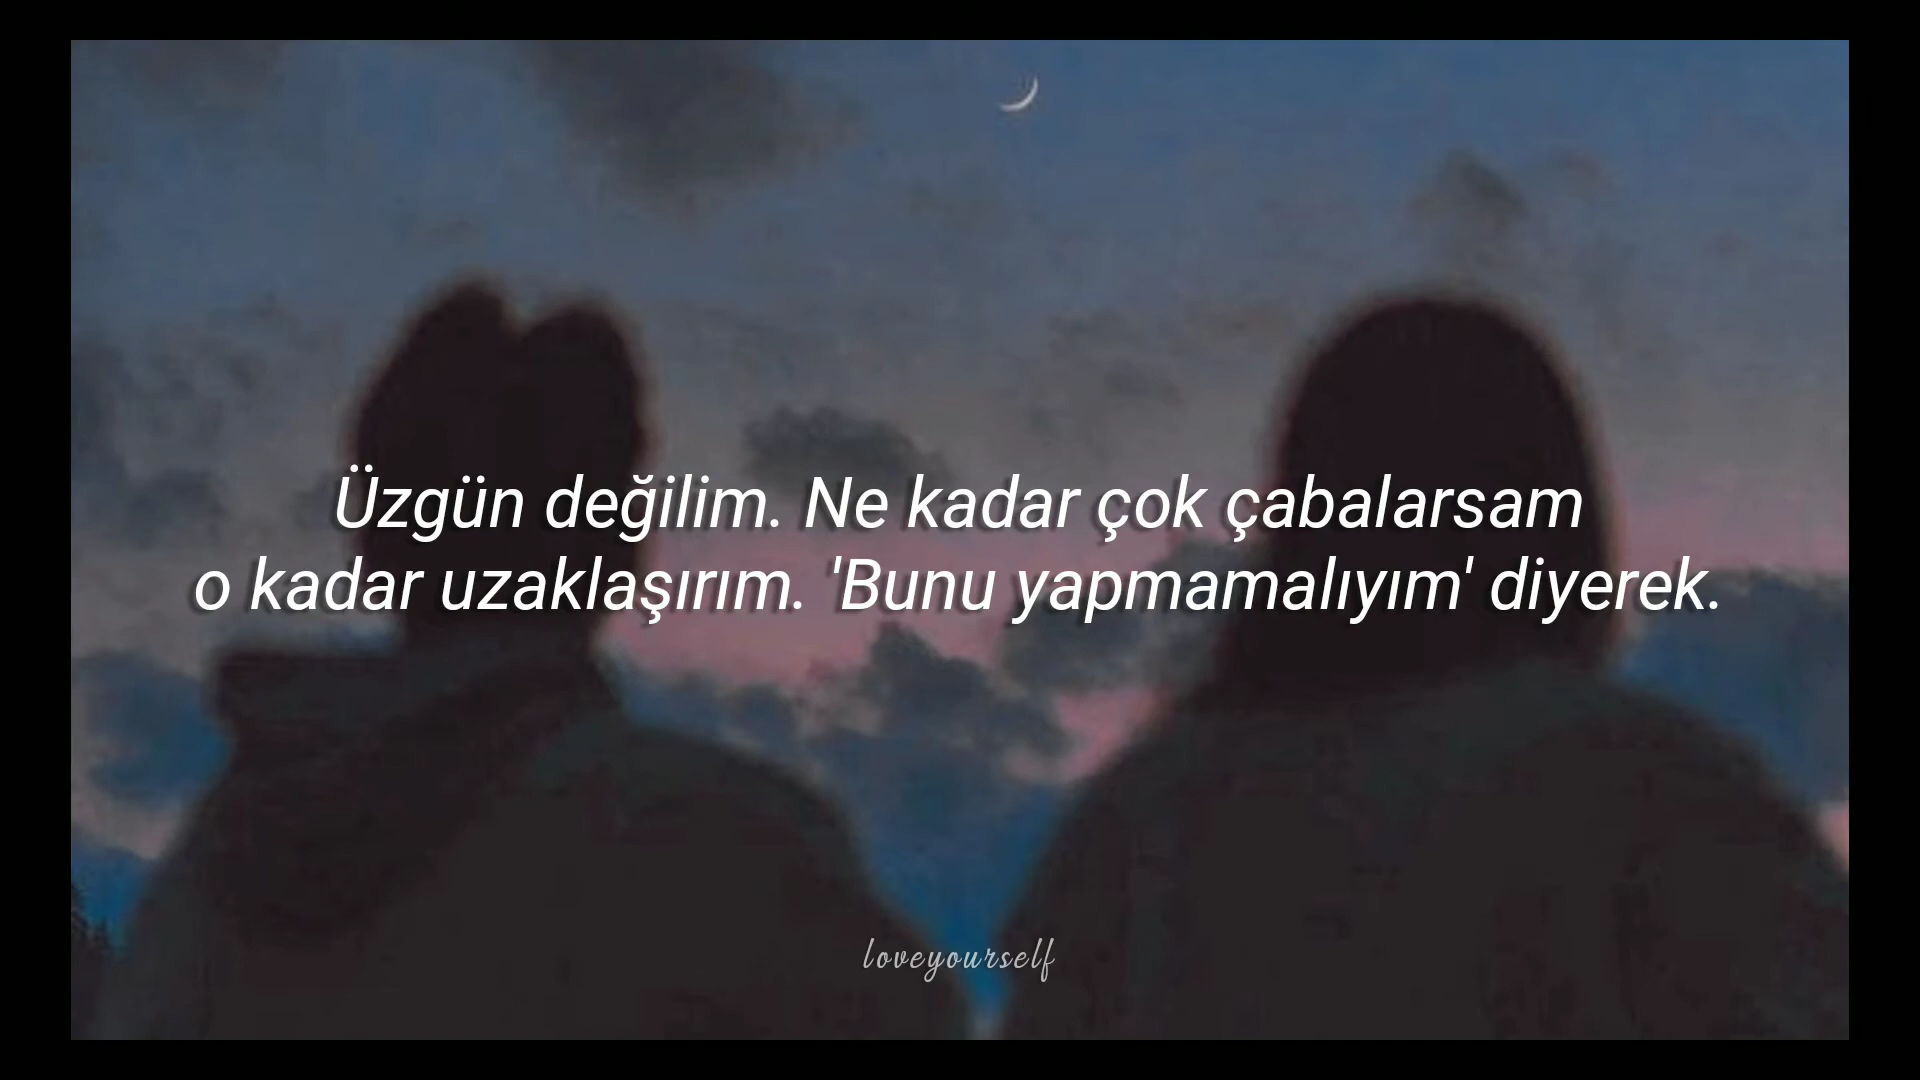 Üzgün değilim. Ne kadar çok çabalarsam
o kadar uzaklaşırım. 'Bunu yapmamalıyım' diyerek.
loveyourself